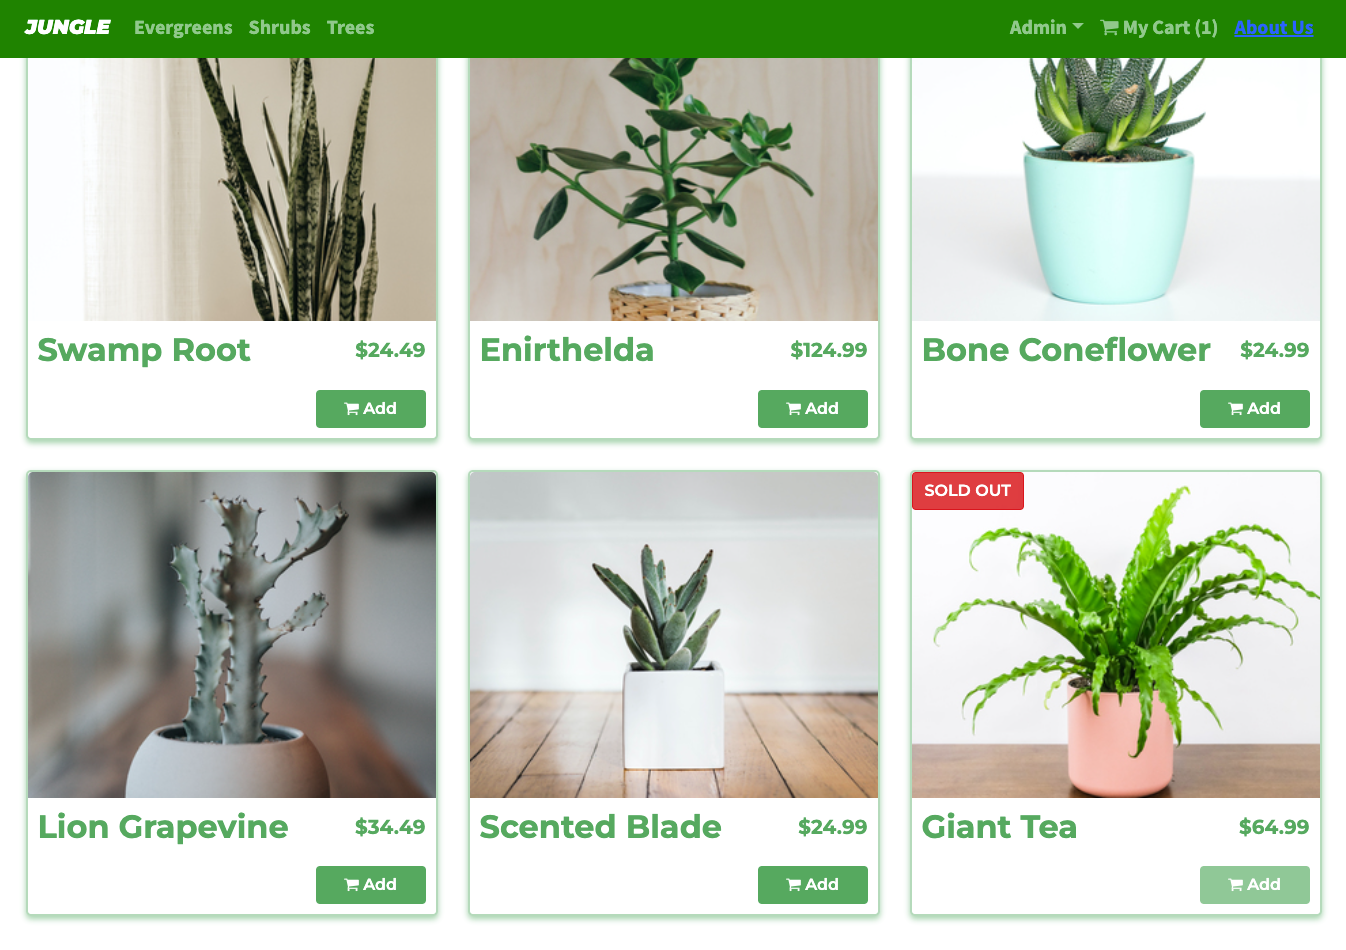 JUNGLE Evergreens Shrubs Trees Admin My Cart (1) About Us
Swamp Root $24.49
Add
Enirthelda $124.99
Add
Bone Coneflower $24.99
Add
Lion Grapevine $34.49
Add
Scented Blade $24.99
Add
SOLD OUT
Giant Tea $64.99
Add